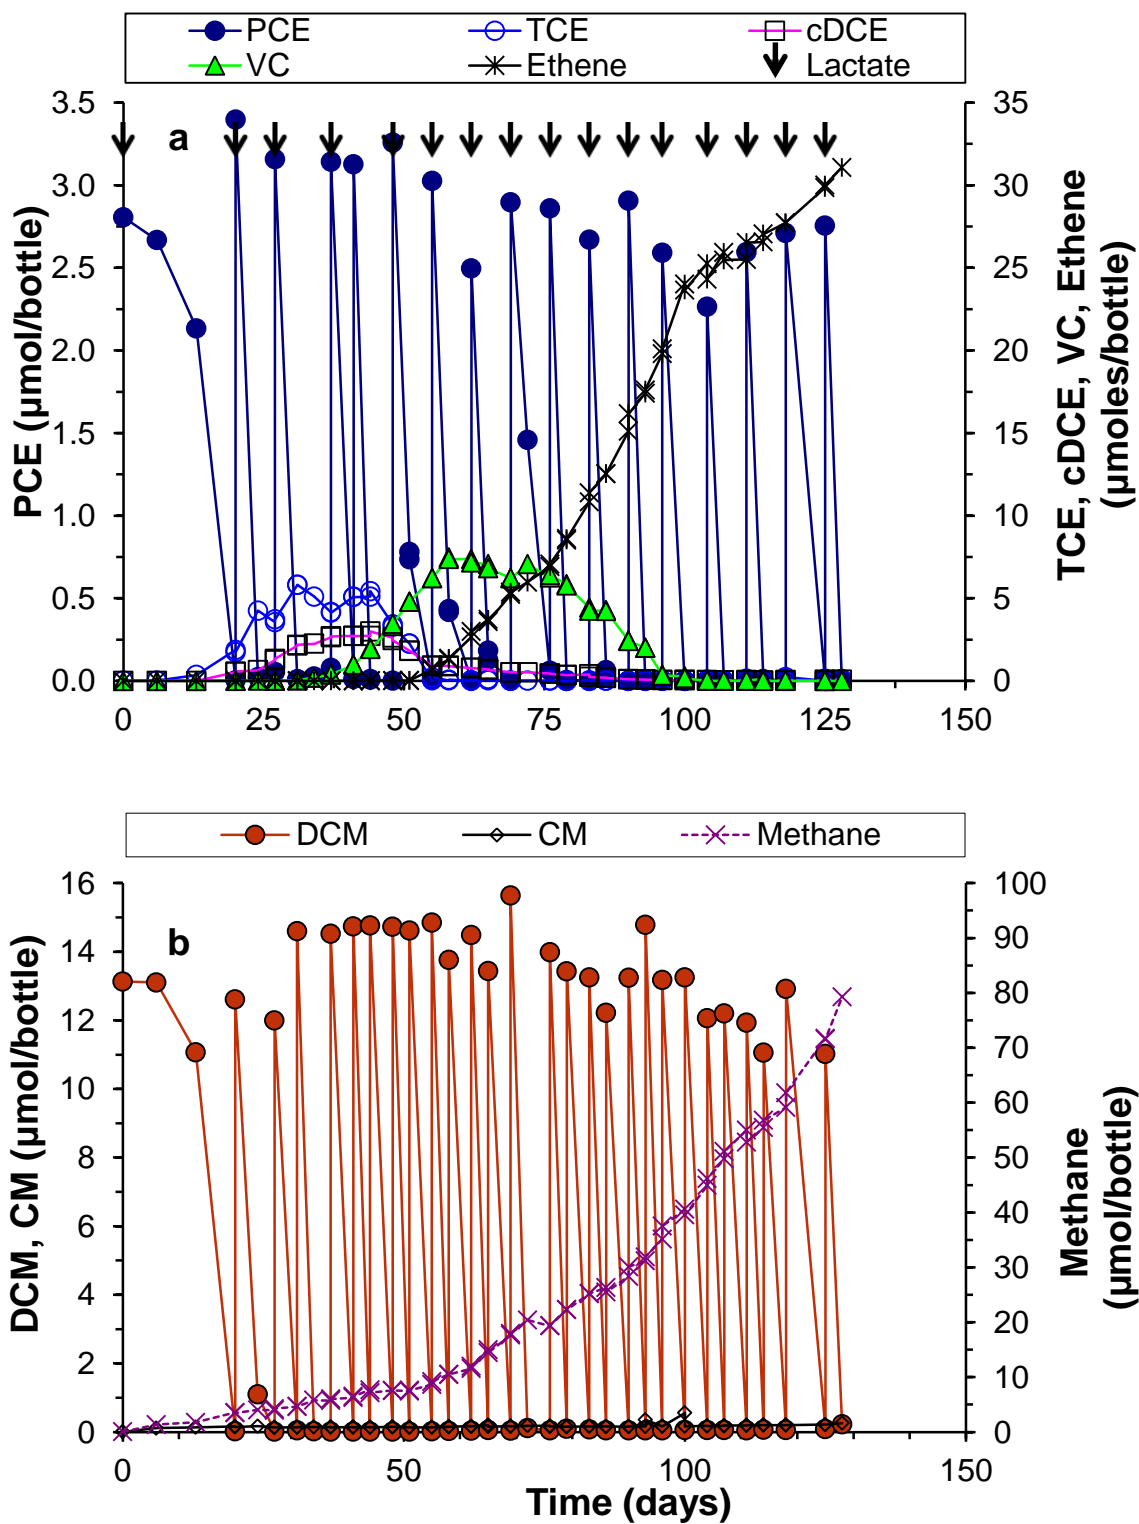 PCE TCE cDCE
VC Ethene Lactate
a
3.5
3.0
2.5
2.0
1.5
1.0
0.5
0.0
PCE (µmol/bottle)
35
30
25
20
15
10
5
0
TCE, cDCE, VC, Ethene
(µmoles/bottle)
0 25 50 75 100 125 150
DCM CM Methane
b
16
14
12
10
8
6
4
2
0
DCM, CM (µmol/bottle)
100
90
80
70
60
50
40
30
20
10
0
Methane
(µmol/bottle)
0 50 100 150
Time (days)